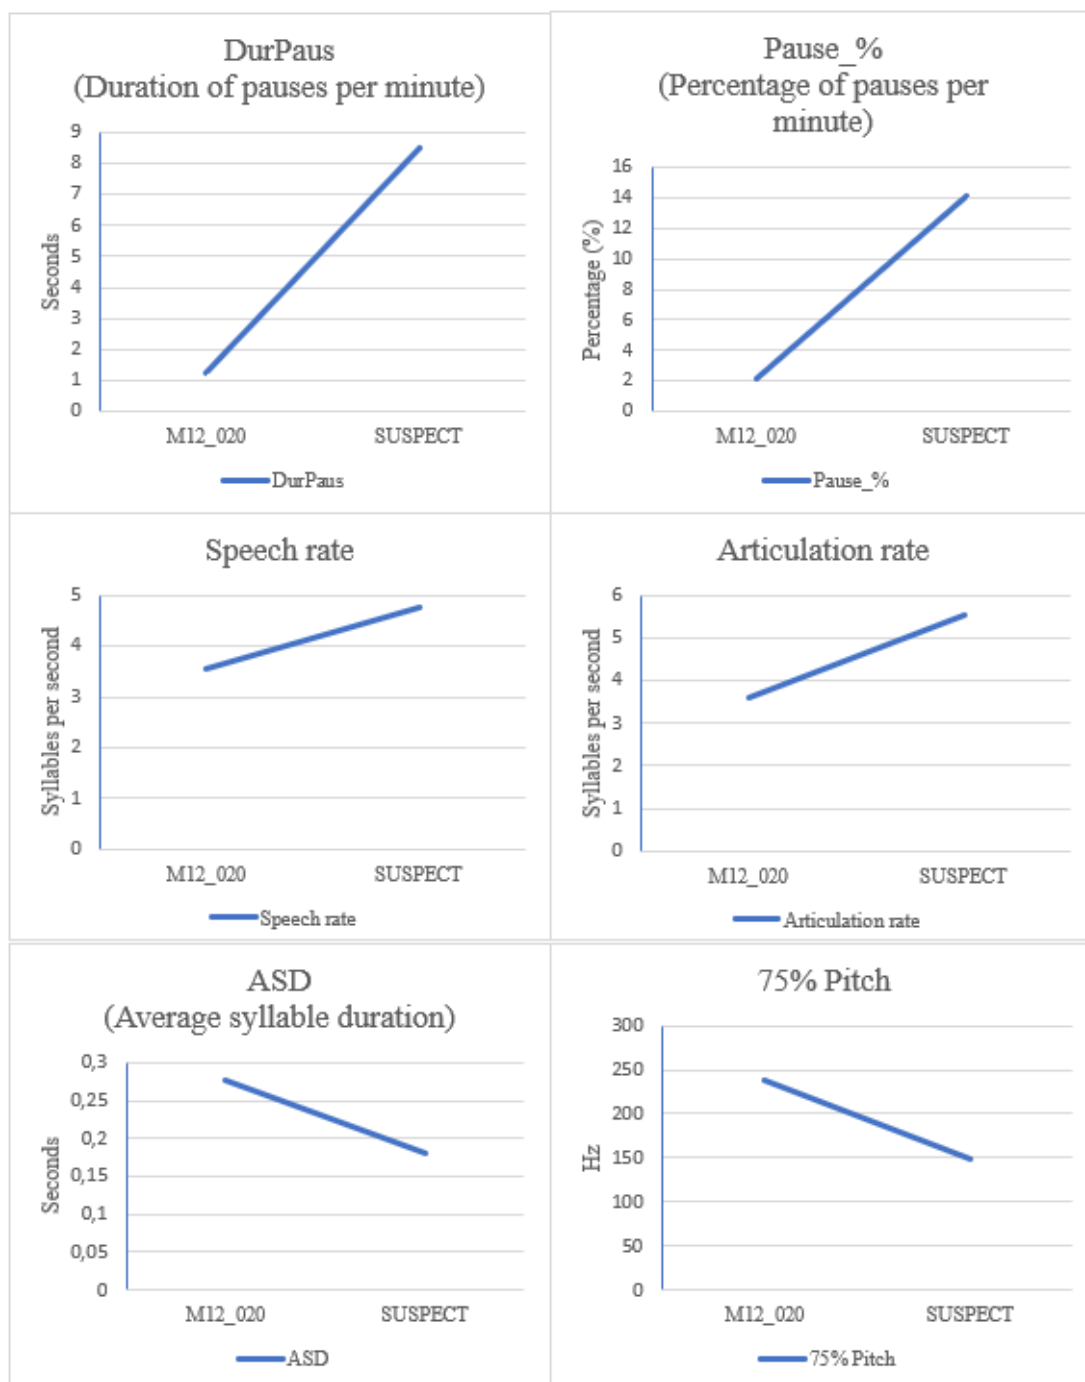 DurPaus
(Duration of pauses per minute)
9
8
7
6
5
4
3
2
1
0
Seconds
M12_020 SUSPECT
DurPaus
Pause_%
(Percentage of pauses per
minute)
16
14
12
10
8
6
4
2
0
Percentage (%)
M12_020 SUSPECT
Pause_%
Speech rate
5
4
3
2
1
0
Syllables per second
M12_020 SUSPECT
Speech rate
Articulation rate
6
5
4
3
2
1
0
Syllables per second
M12_020 SUSPECT
Articulation rate
ASD
(Average syllable duration)
0,3
0,25
0,2
0,15
0,1
0,05
0
Seconds
M12_020 SUSPECT
ASD
75% Pitch
300
250
200
150
100
50
0
Hz
M12_020 SUSPECT
75% Pitch